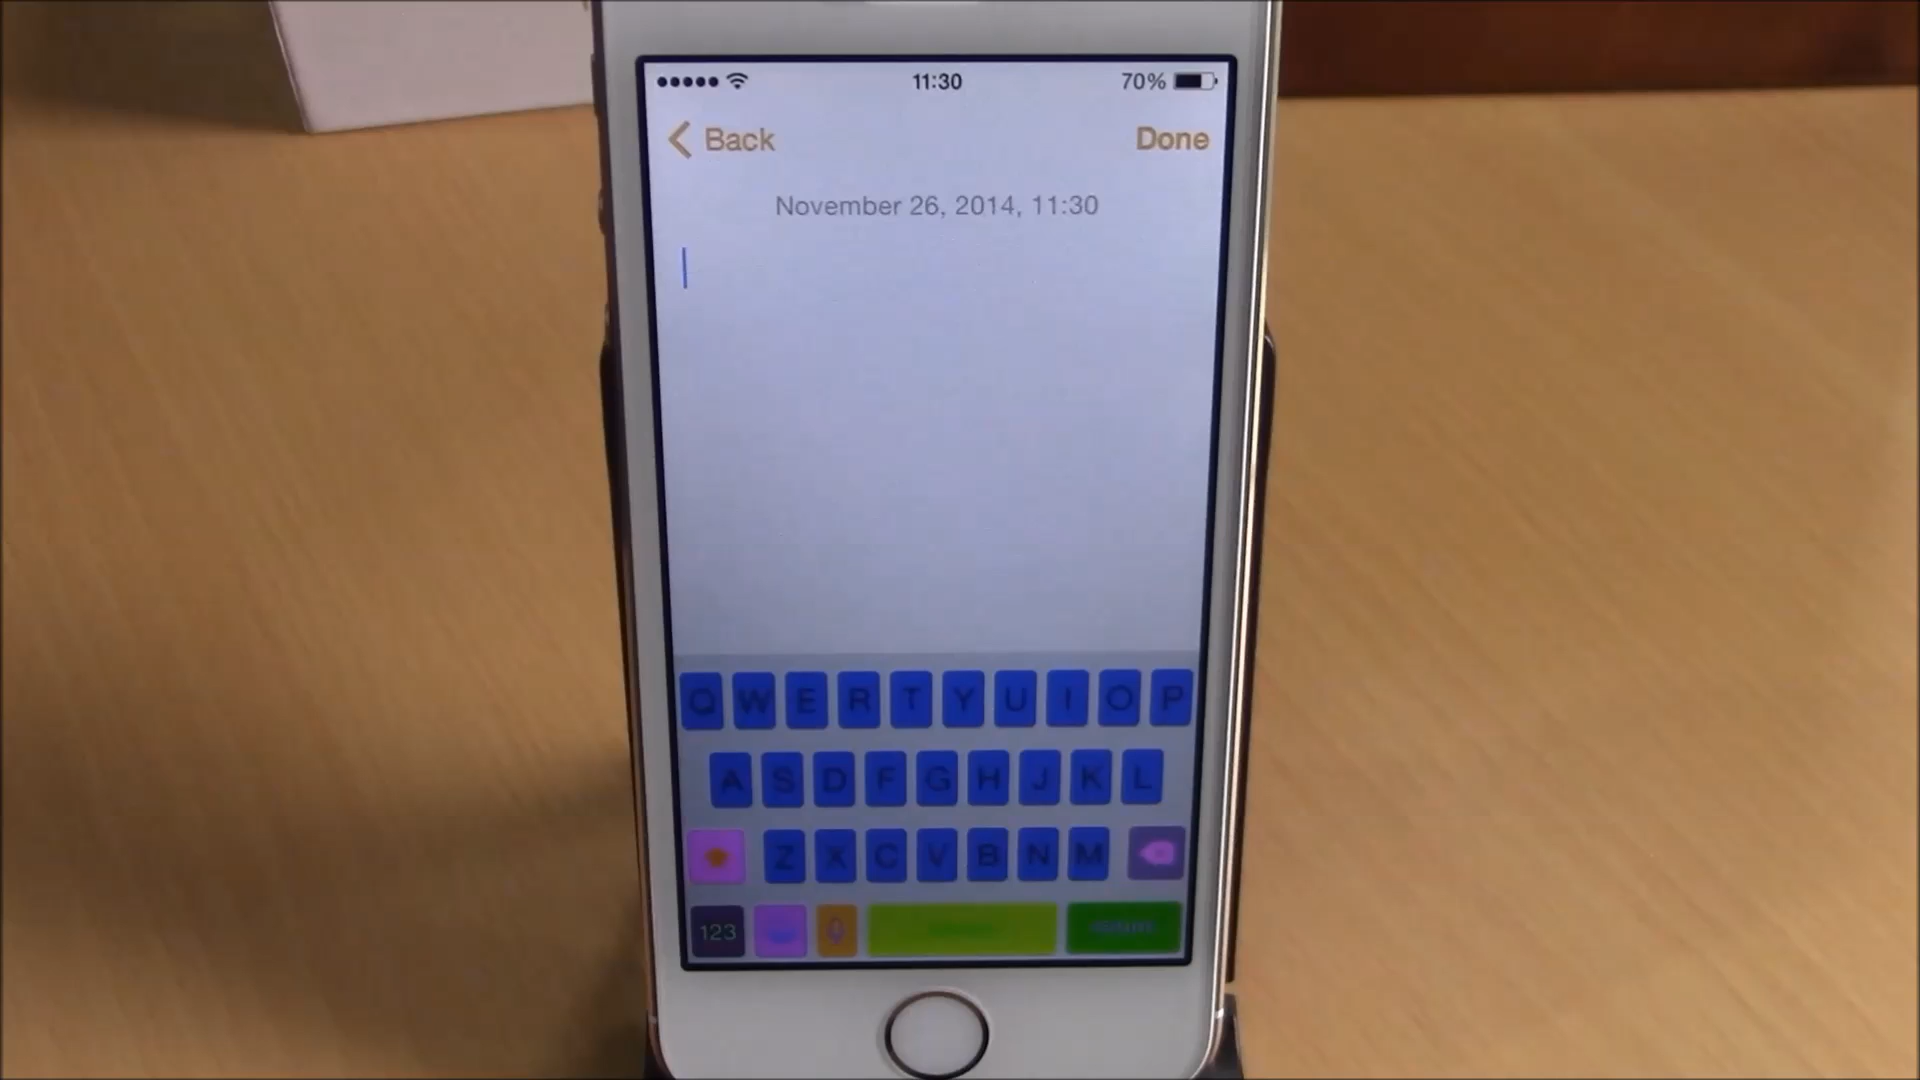 11:30 70%
Back Done
November 26, 2014, 11:30
Q W E R T Y U I O P
A S D F G H J K L
Z X C V B N M
123